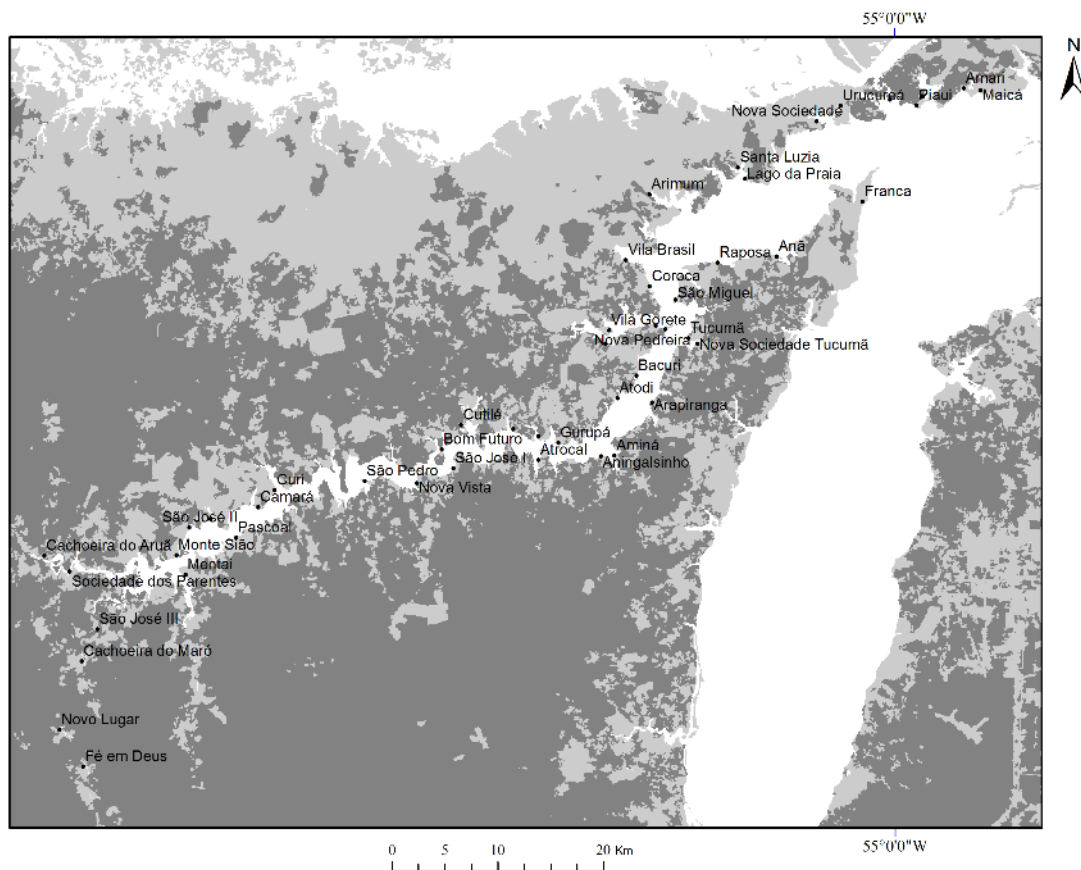 55°0'0"W
N
Amari
Urucureá
Piaui
Maicá
Nova Sociedade
Santa Luzia
Lago da Praia
Arimum
Franca
Vila Brasil
Raposa
Anã
Coroca
São Miguel
Vila Gorete
Tucumã
Nova Pedreira
Nova Sociedade Tucumã
Bacuri
Atodi
Arapiranga
Cutilé
Bom Futuro
Gurupá
Aminá
São José I
Atrocal
Aningalsinho
São Pedro
Nova Vista
Curi
Câmará
São José II
Pascoal
Cachoeira do Aruã
Monte Sião
Montai
Sociedade dos Parentes
São José III
Cachoeira do Maró
Novo Lugar
Fé em Deus
55°0'0"W
0 5 10 20 Km